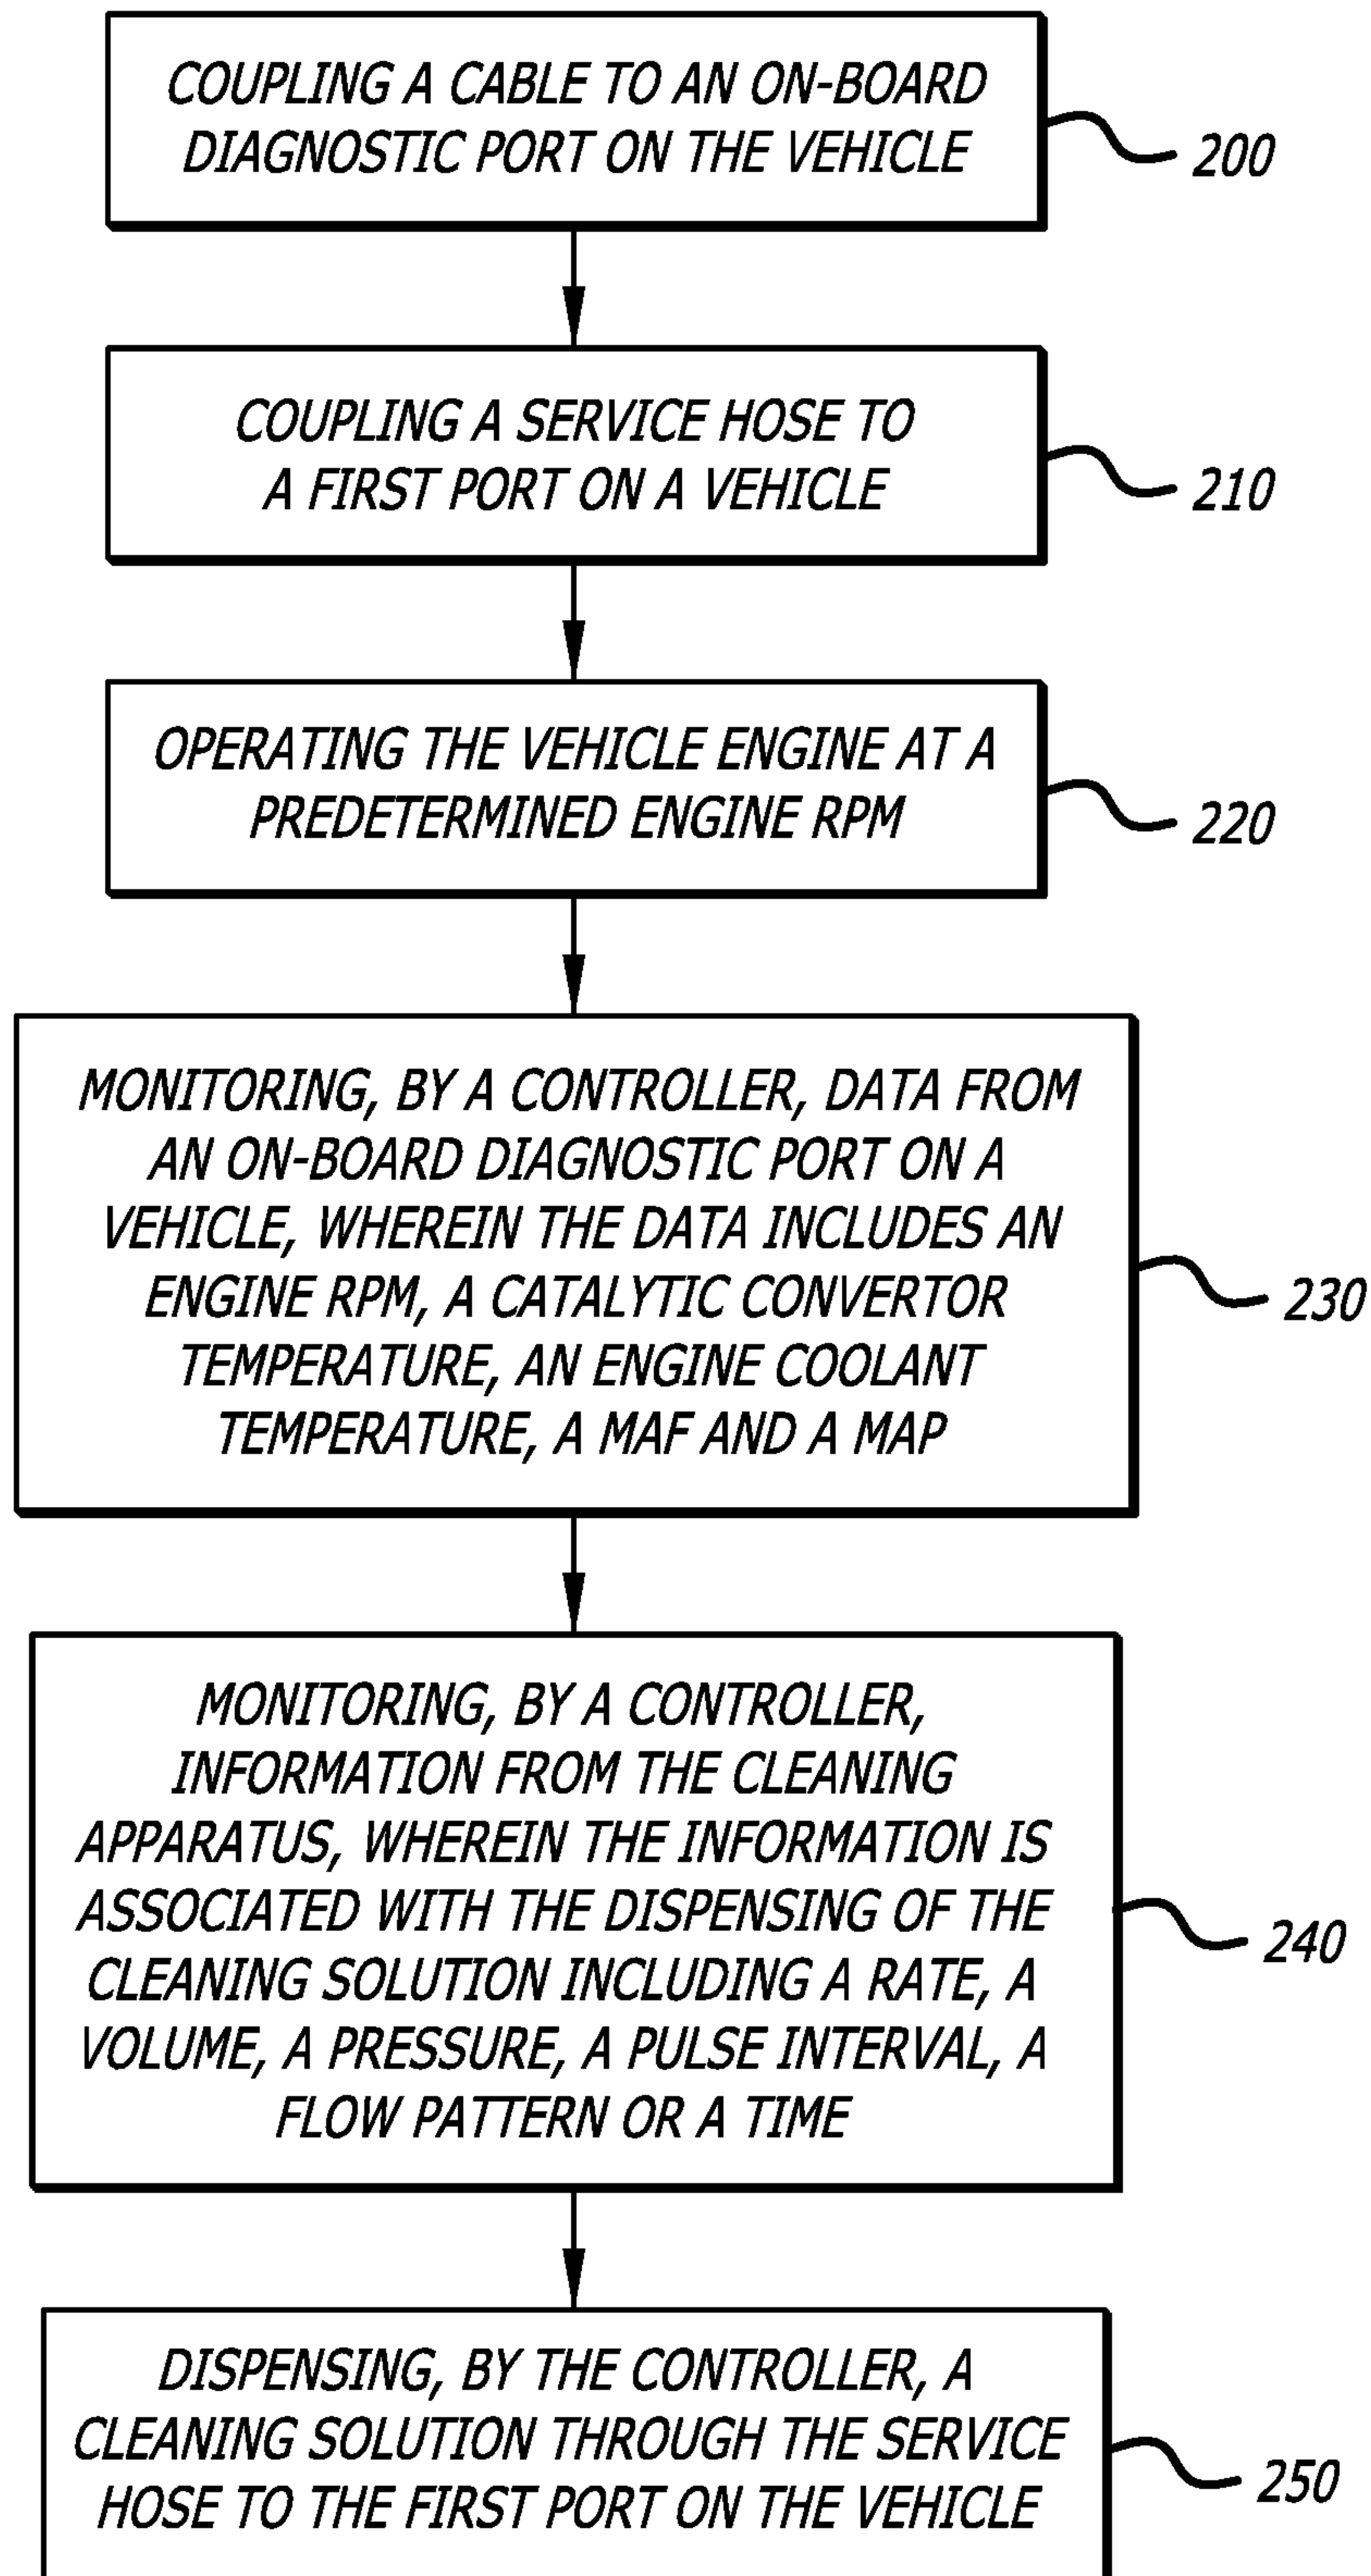 COUPLING A CABLE TO AN ON-BOARD
DIAGNOSTIC PORT ON THE VEHICLE
200
COUPLING A SERVICE HOSE TO
A FIRST PORT ON A VEHICLE
210
OPERATING THE VEHICLE ENGINE AT A
PREDETERMINED ENGINE RPM
220
MONITORING, BY A CONTROLLER, DATA FROM
AN ON-BOARD DIAGNOSTIC PORT ON A
VEHICLE, WHEREIN THE DATA INCLUDES AN
ENGINE RPM, A CATALYTIC CONVERTOR
TEMPERATURE, AN ENGINE COOLANT
TEMPERATURE, A MAF AND A MAP
230
MONITORING, BY A CONTROLLER,
INFORMATION FROM THE CLEANING
APPARATUS, WHEREIN THE INFORMATION IS
ASSOCIATED WITH THE DISPENSING OF THE
CLEANING SOLUTION INCLUDING A RATE, A
VOLUME, A PRESSURE, A PULSE INTERVAL, A
FLOW PATTERN OR A TIME
240
DISPENSING, BY THE CONTROLLER, A
CLEANING SOLUTION THROUGH THE SERVICE
HOSE TO THE FIRST PORT ON THE VEHICLE
250